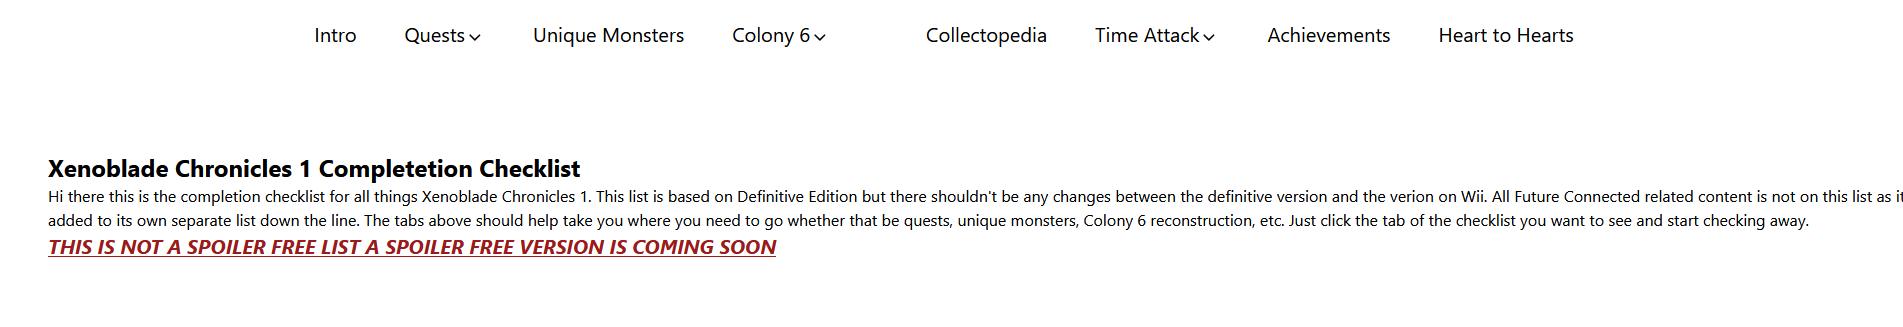 Intro Quests Unique Monsters Colony 6 Collectopedia Time Attack Achievements Heart to Hearts
Xenoblade Chronicles 1 Completetion Checklist
Hi there this is the completion checklist for all things Xenoblade Chronicles 1. This list is based on Definitive Edition but there shouldn't be any changes between the definitive version and the verion on Wii. All Future Connected related content is not on this list as
added to its own separate list down the line. The tabs above should help take you where you need to go whether that be quests, unique monsters, Colony 6 reconstruction, etc. Just click the tab of the checklist you want to see and start checking away.
THIS IS NOT A SPOILER FREE LIST A SPOILER FREE VERSION IS COMING SOON